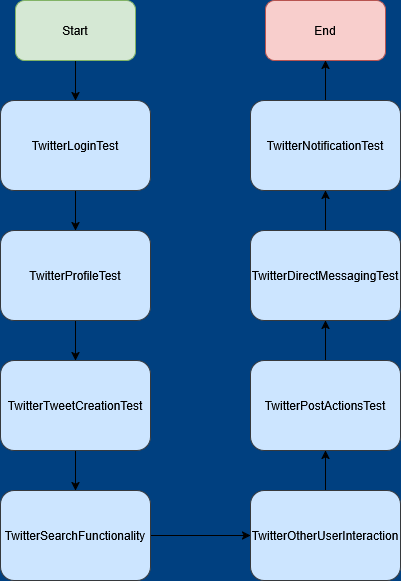 Start
End
TwitterLoginTest
TwitterNotificationTest
TwitterProfileTest
TwitterDirectMessagingTest
TwitterTweetCreationTest
TwitterPostActionsTest
TwitterSearchFunctionality
TwitterOtherUserInteraction